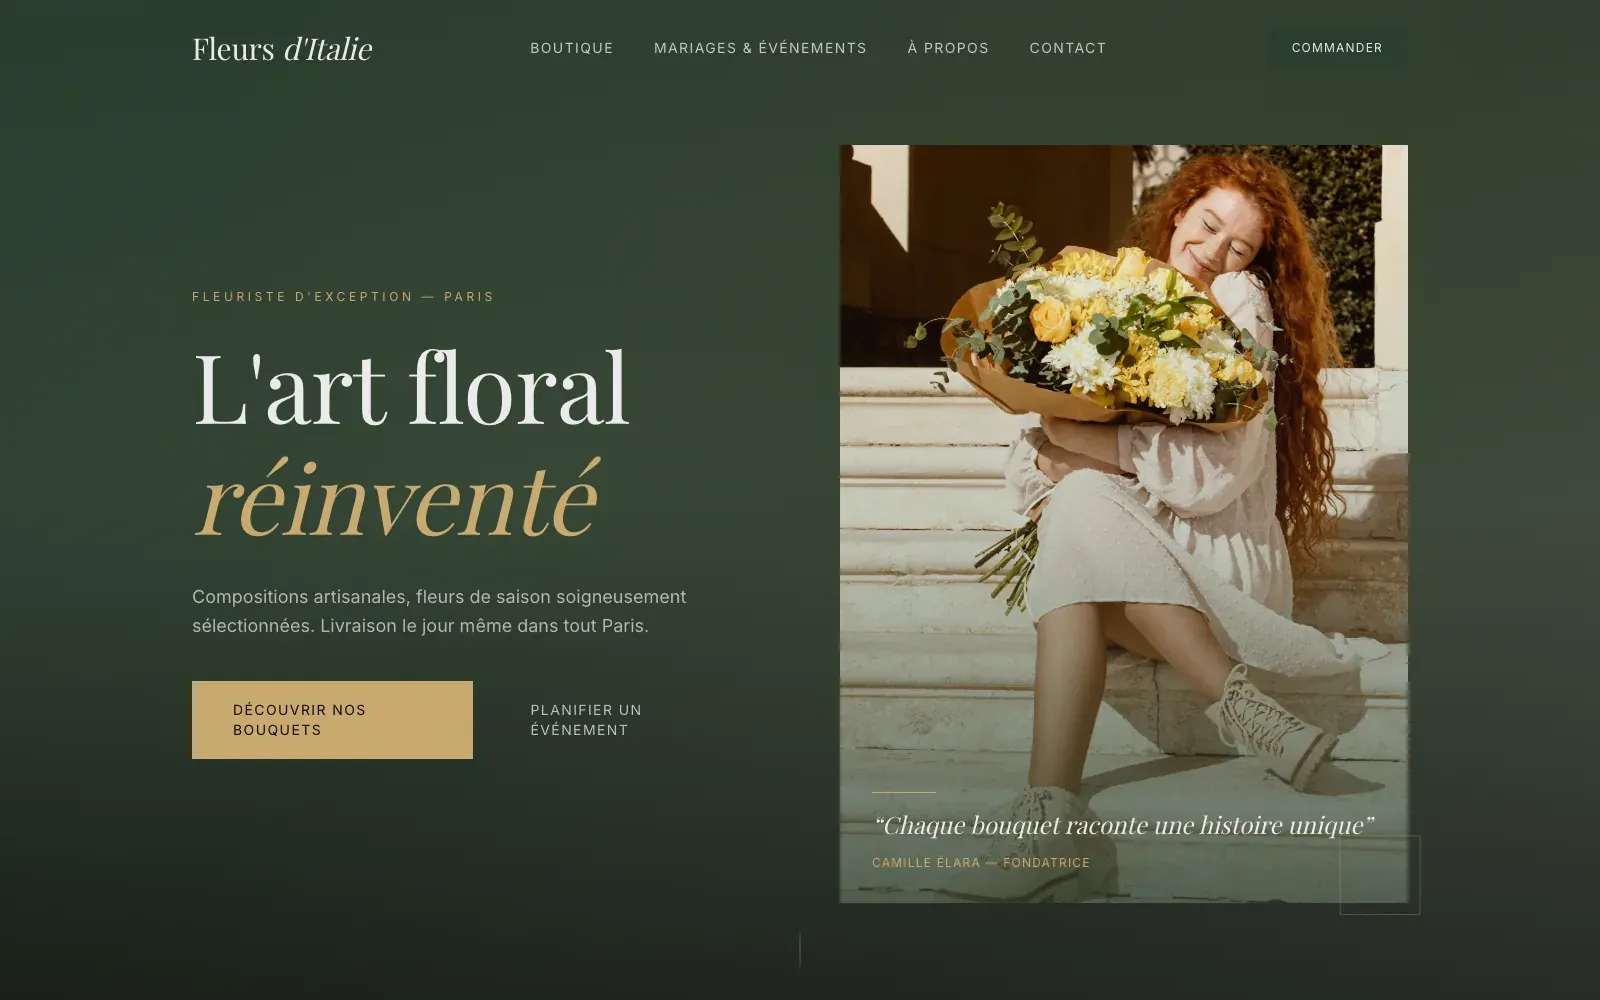 Fleurs d'Italie
BOUTIQUE
MARIAGES & ÉVÉNEMENTS
À PROPOS
CONTACT
COMMANDER
FLEURISTE D'EXCEPTION — PARIS
L'art floral
réinventé
Compositions artisanales, fleurs de saison soigneusement
sélectionnées. Livraison le jour même dans tout Paris.
DÉCOUVRIR NOS
BOUQUETS
PLANIFIER UN
ÉVÉNEMENT
“Chaque bouquet raconte une histoire unique”
CAMILLE ÉLARA — FONDATRICE